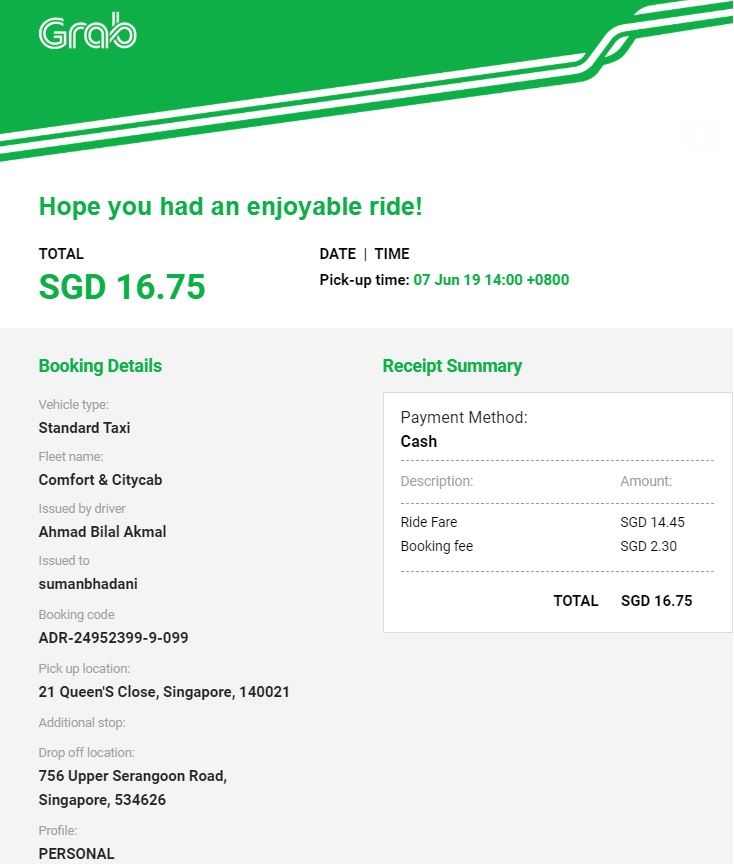 Grab
Hope you had an enjoyable ride!
TOTAL
SGD 16.75
DATE | TIME
Pick-up time: 07 Jun 19 14:00 +0800
Booking Details
Vehicle type:
Standard Taxi
Fleet name:
Comfort & Citycab
Issued by driver
Ahmad Bilal Akmal
Issued to
sumanbhadani
Booking code
ADR-24952399-9-099
Pick up location:
21 Queen'S Close, Singapore, 140021
Additional stop:
Drop off location:
756 Upper Serangoon Road,
Singapore, 534626
Profile:
PERSONAL
Receipt Summary
Payment Method:
Cash
Description: Amount:
Ride Fare SGD 14.45
Booking fee SGD 2.30
TOTAL SGD 16.75